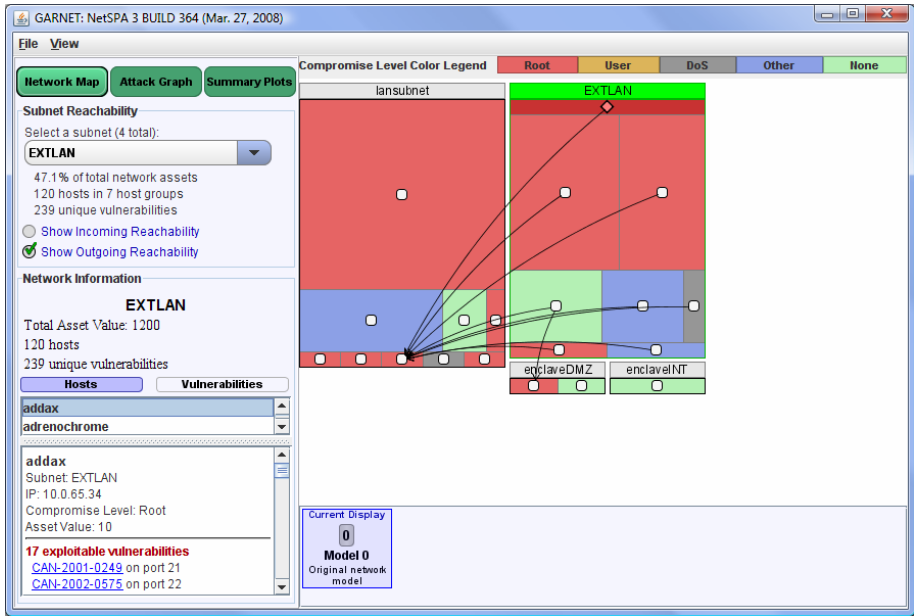 GARNET: NetSPA 3 BUILD 364 (Mar. 27, 2008)
File View
Network Map
Attack Graph
Summary Plots
Subnet Reachability
Select a subnet (4 total):
EXTLAN
47.1% of total network assets
120 hosts in 7 host groups
239 unique vulnerabilities
Show Incoming Reachability
Show Outgoing Reachability
Network Information
EXTLAN
Total Asset Value: 1200
120 hosts
239 unique vulnerabilities
Hosts
Vulnerabilities
addax
adrenochrome
addax
Subnet: EXTLAN
IP: 10.0.65.34
Compromise Level: Root
Asset Value: 10
17 exploitable vulnerabilities
CAN-2001-0249 on port 21
CAN-2002-0575 on port 22
Compromise Level Color Legend
Root
User
DoS
Other
None
lansubnet
EXTLAN
enclaveDMZ
enclaveINT
Current Display
0
Model 0
Original network
model